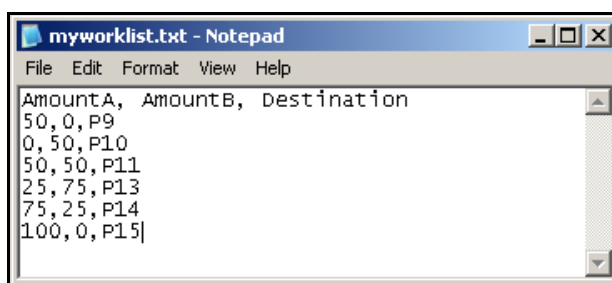 myworklist.txt - Notepad
File Edit Format View Help
AmountA, AmountB, Destination
50,0,P9
0,50,P10
50,50,P11
25,75,P13
75,25,P14
100,0,P15